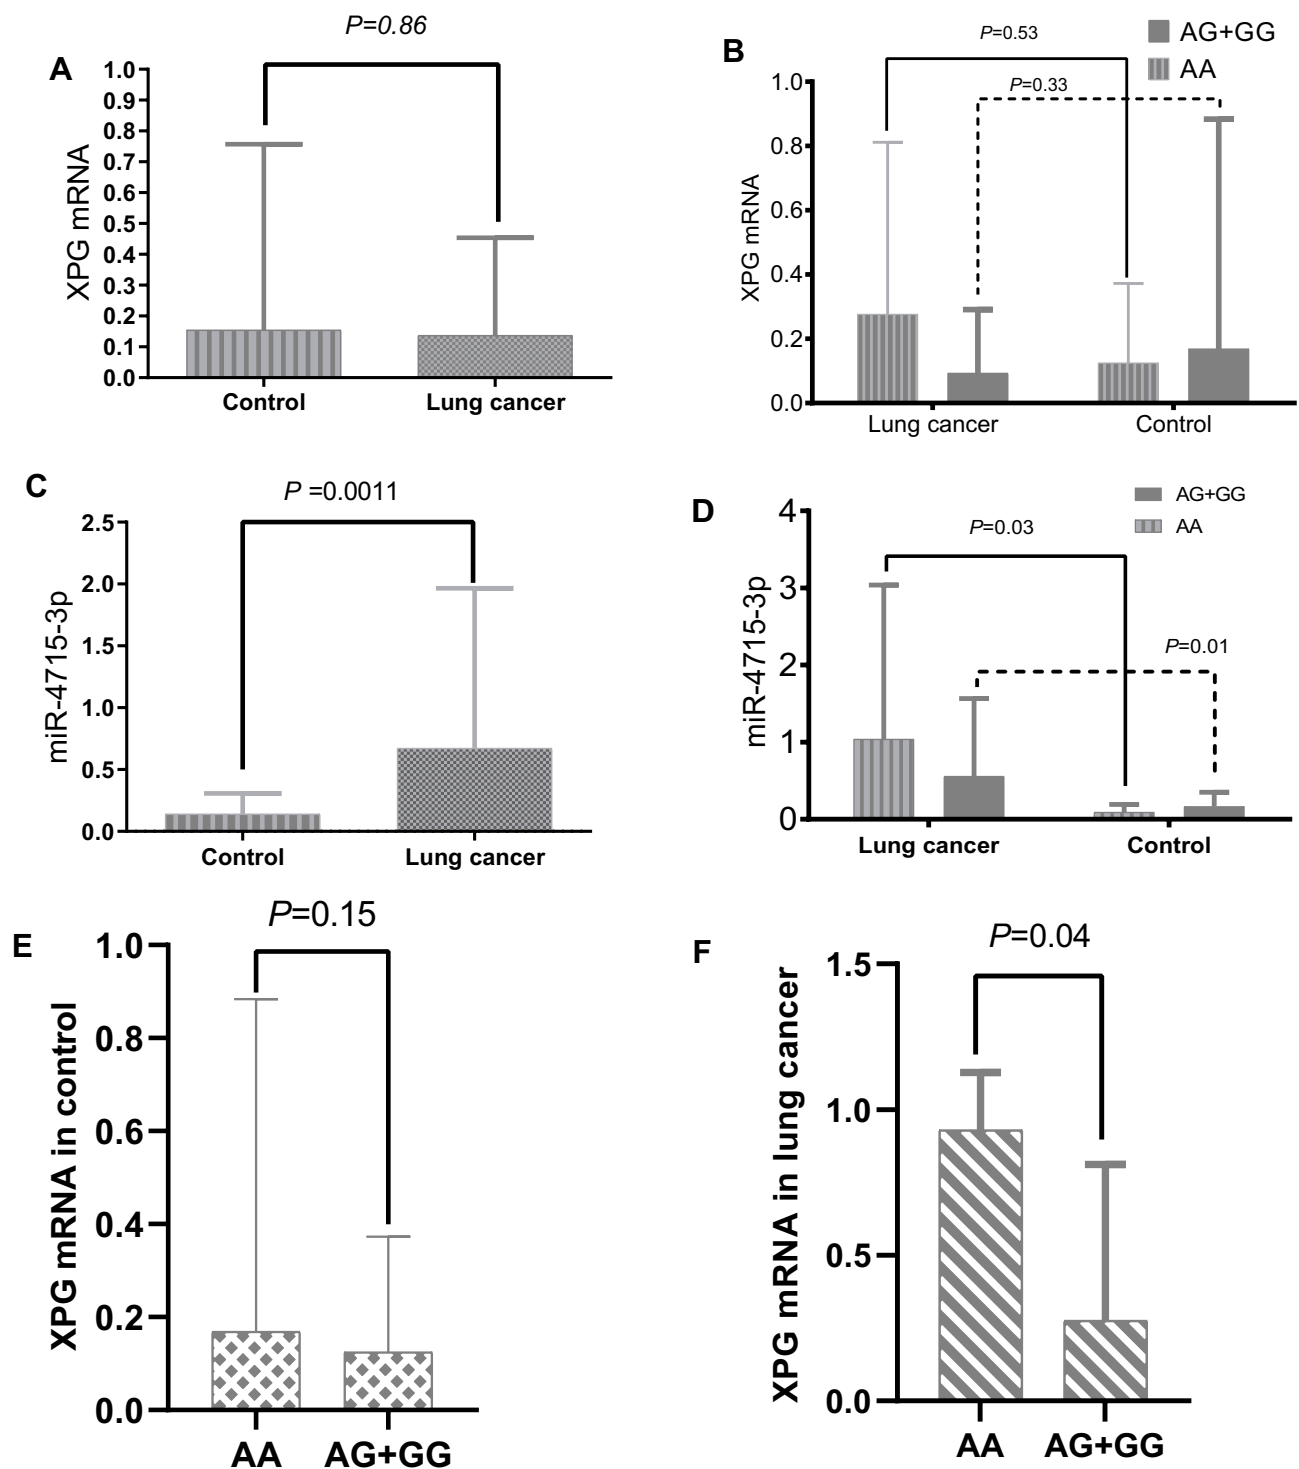 A
P=0.86
XPG mRNA
1.0
0.9
0.8
0.7
0.6
0.5
0.4
0.3
0.2
0.1
0.0
Control Lung cancer
B
P=0.53
P=0.33
AG+GG
AA
XPG mRNA
1.0
0.8
0.6
0.4
0.2
0.0
Lung cancer Control
C
P =0.0011
miR-4715-3p
2.5
2.0
1.5
1.0
0.5
0.0
Control Lung cancer
D
P=0.03
P=0.01
AG+GG
AA
miR-4715-3p
4
3
2
1
0
Lung cancer Control
E
P=0.15
XPG mRNA in control
1.0
0.8
0.6
0.4
0.2
0.0
AA AG+GG
F
P=0.04
XPG mRNA in lung cancer
1.5
1.0
0.5
0.0
AA AG+GG